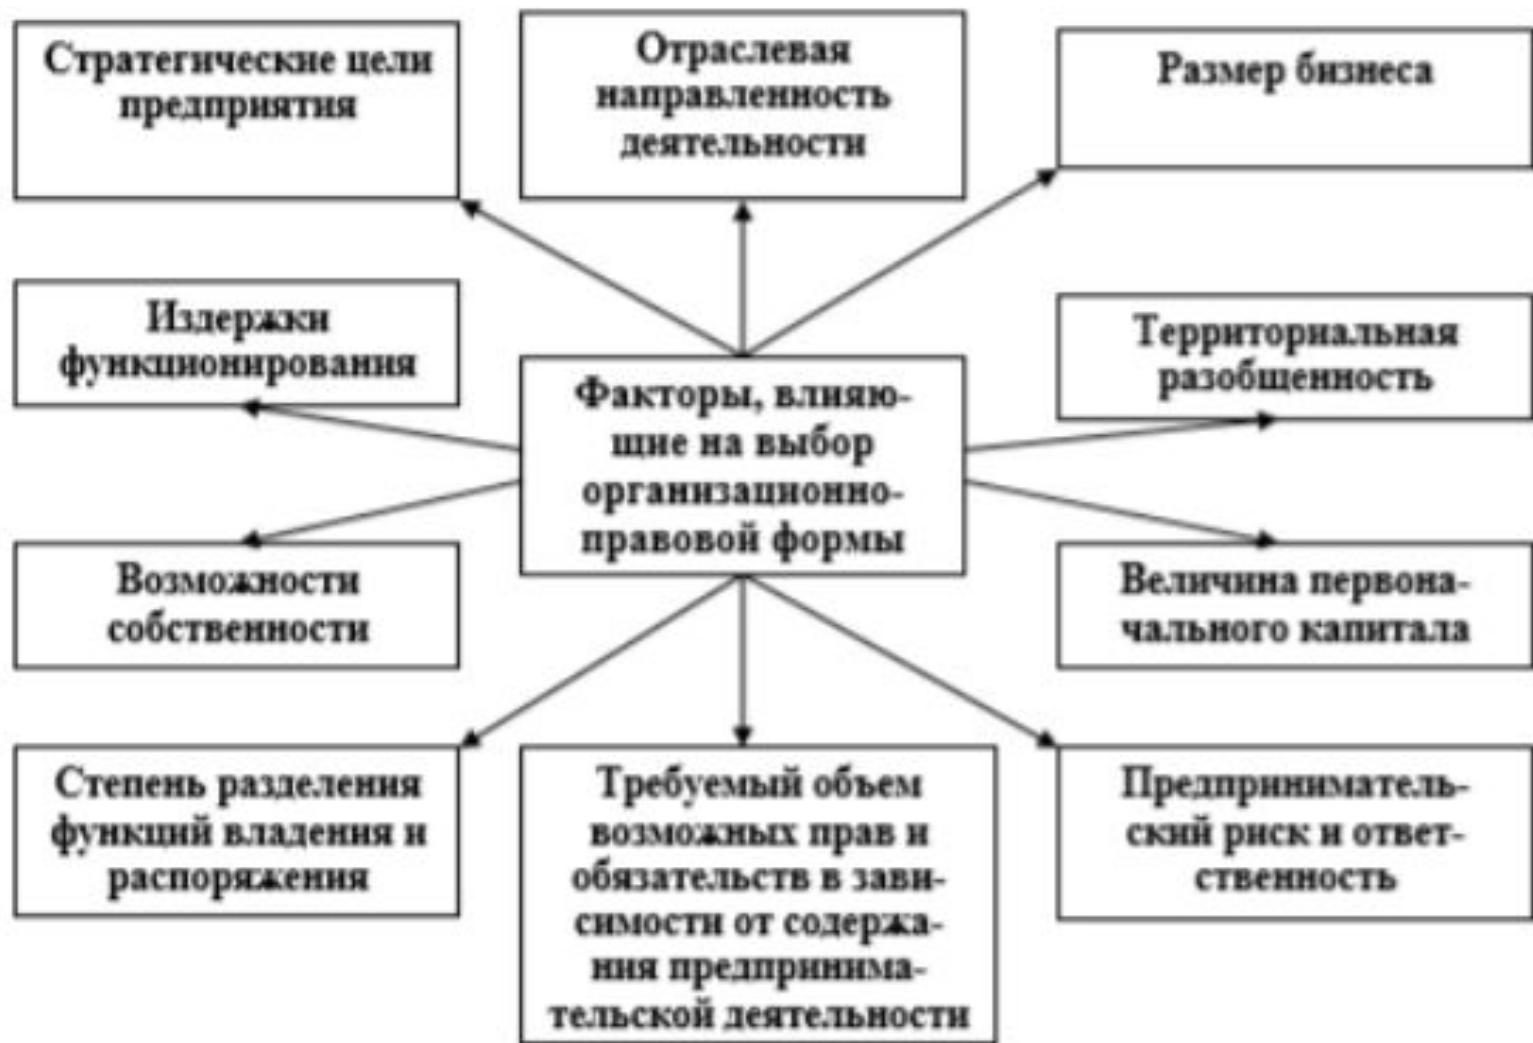 Стратегические цели
предприятия
Отраслевая
направленность
деятельности
Размер бизнеса
Издержки
функционирования
Факторы, влияю-
щие на выбор
организационно-
правовой формы
Территориальная
разобщенность
Возможности
собственности
Величина первона-
чального капитала
Степень разделения
функций владения и
распоряжения
Требуемый объем
возможных прав и
обязательств в зави-
симости от содержа-
ния предпринима-
тельской деятельности
Предприниматель-
ский риск и ответ-
ственность